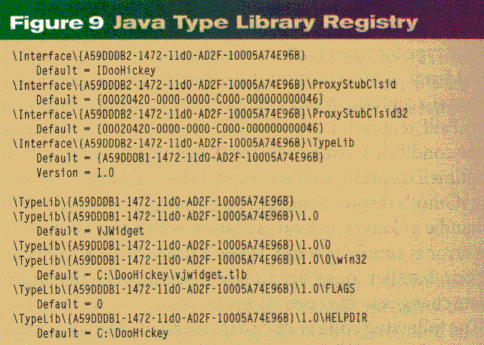 Figure 9 Java Type Library Registry
\Interface\{A59DDDB2-1472-11d0-AD2F-10005A74E96B}
Default = IDooHickey
\Interface\{A59DDDB2-1472-11d0-AD2F-10005A74E96B}\ProxyStubClsid
Default = {00020420-0000-0000-C000-000000000046}
\Interface\{A59DDDB2-1472-11d0-AD2F-10005A74E96B}\ProxyStubClsid32
Default = {00020420-0000-0000-C000-000000000046}
\Interface\{A59DDDB2-1472-11d0-AD2F-10005A74E96B}\TypeLib
Default = {A59DDDB1-1472-11d0-AD2F-10005A74E96B}
Version = 1.0
\TypeLib\{A59DDDB1-1472-11d0-AD2F-10005A74E96B}
\TypeLib\{A59DDDB1-1472-11d0-AD2F-10005A74E96B}\1.0
Default = VJWidget
\TypeLib\{A59DDDB1-1472-11d0-AD2F-10005A74E96B}\1.0\0
\TypeLib\{A59DDDB1-1472-11d0-AD2F-10005A74E96B}\1.0\0\win32
Default = C:\DooHickey\vjwidget.tlb
\TypeLib\{A59DDDB1-1472-11d0-AD2F-10005A74E96B}\1.0\FLAGS
Default = 0
\TypeLib\{A59DDDB1-1472-11d0-AD2F-10005A74E96B}\1.0\HELPDIR
Default = C:\DooHickey